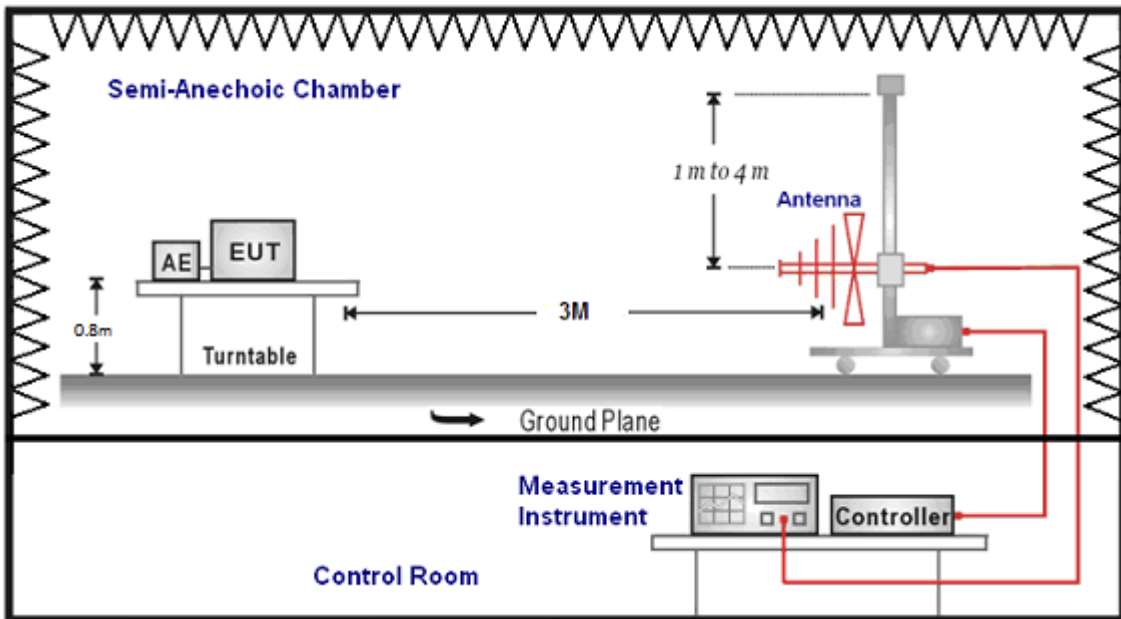 Semi-Anechoic Chamber
1 m to 4 m
Antenna
AE
EUT
0.8m
3M
Turntable
Ground Plane
Measurement
Instrument
Controller
Control Room